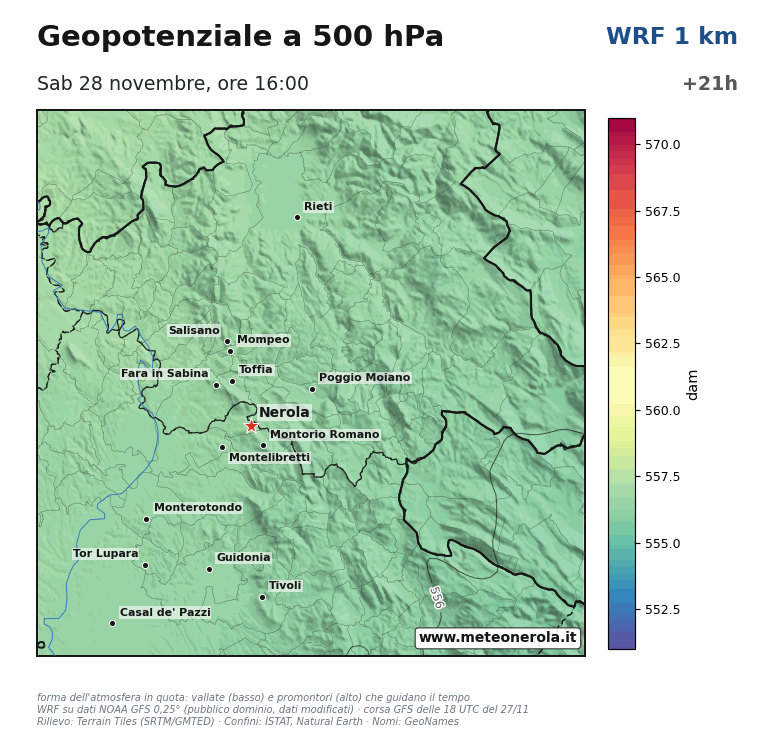 Geopotenziale a 500 hPa
WRF 1 km
Sab 28 novembre, ore 16:00
+21h
Rieti
Salisano
Mompeo
Toffia
Fara in Sabina
Poggio Moiano
Nerola
Montorio Romano
Montelibretti
Monterotondo
Tor Lupara
Guidonia
Tivoli
Casal de' Pazzi
556
www.meteonerola.it
570.0
567.5
565.0
562.5
560.0
557.5
555.0
552.5
dam
forma dell'atmosfera in quota: vallate (basso) e promontori (alto) che guidano il tempo
WRF su dati NOAA GFS 0,25° (pubblico dominio, dati modificati) · corsa GFS delle 18 UTC del 27/11
Rilievo: Terrain Tiles (SRTM/GMTED) · Confini: ISTAT, Natural Earth · Nomi: GeoNames